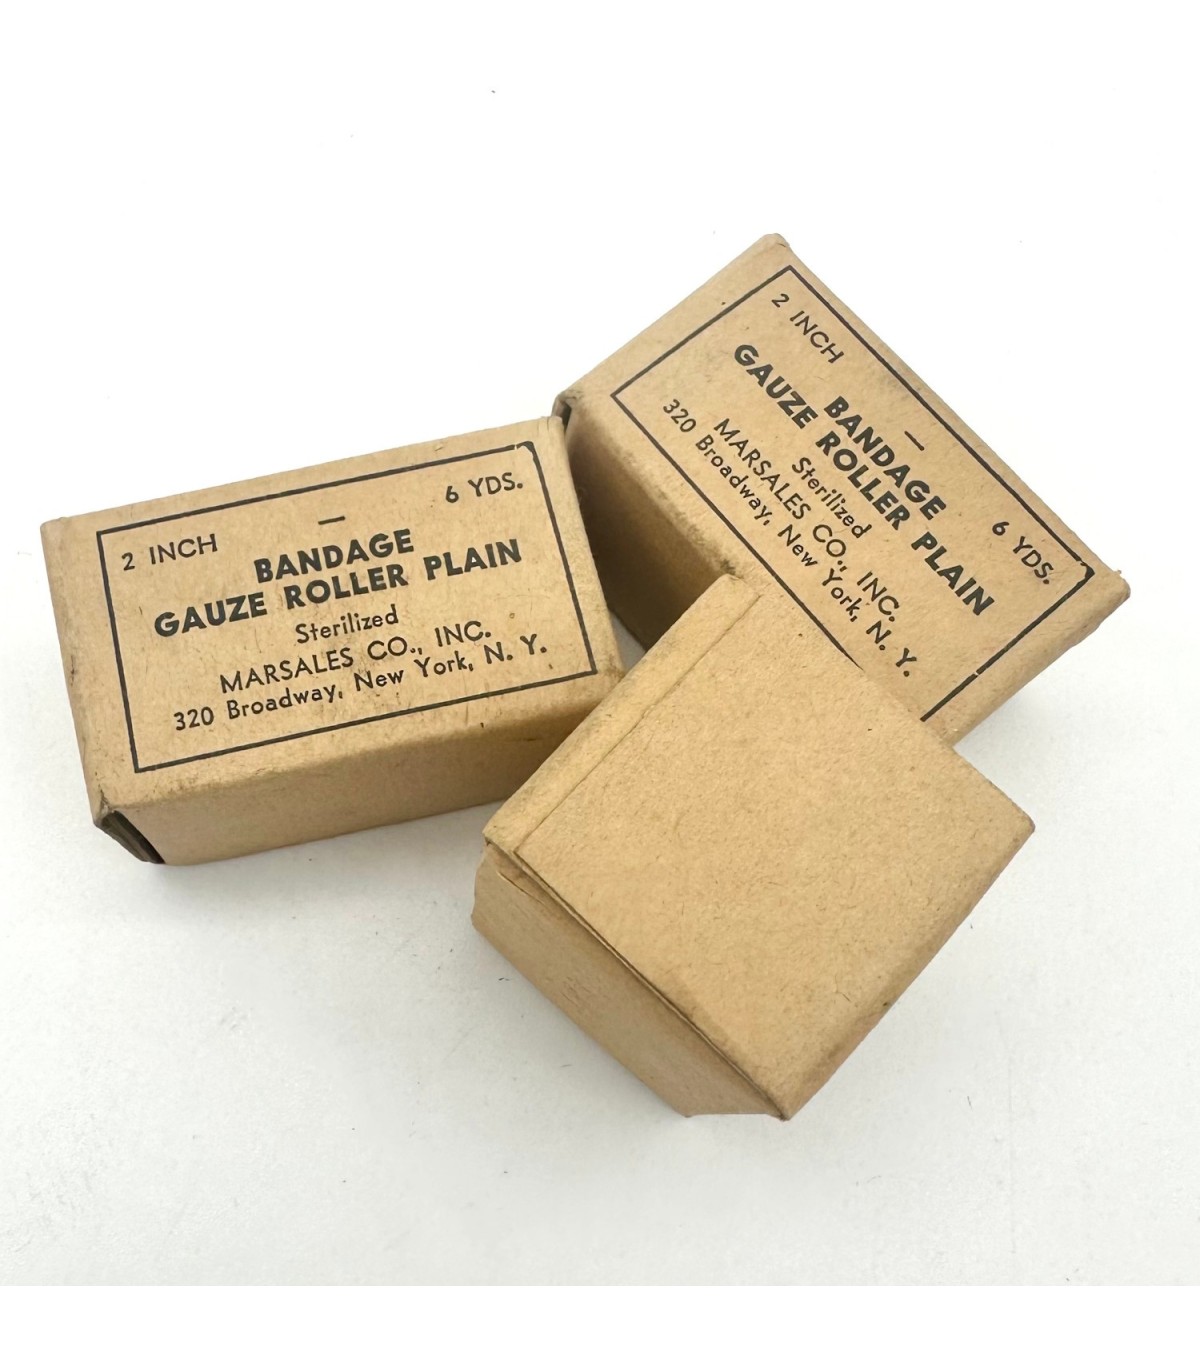 2 INCH
6 YDS.
—
BANDAGE
GAUZE ROLLER PLAIN
Sterilized
MARSALES CO., INC.
320 Broadway, New York, N. Y.
2 INCH
6 YDS.
—
BANDAGE
GAUZE ROLLER PLAIN
Sterilized
MARSALES CO., INC.
320 Broadway, New York, N. Y.